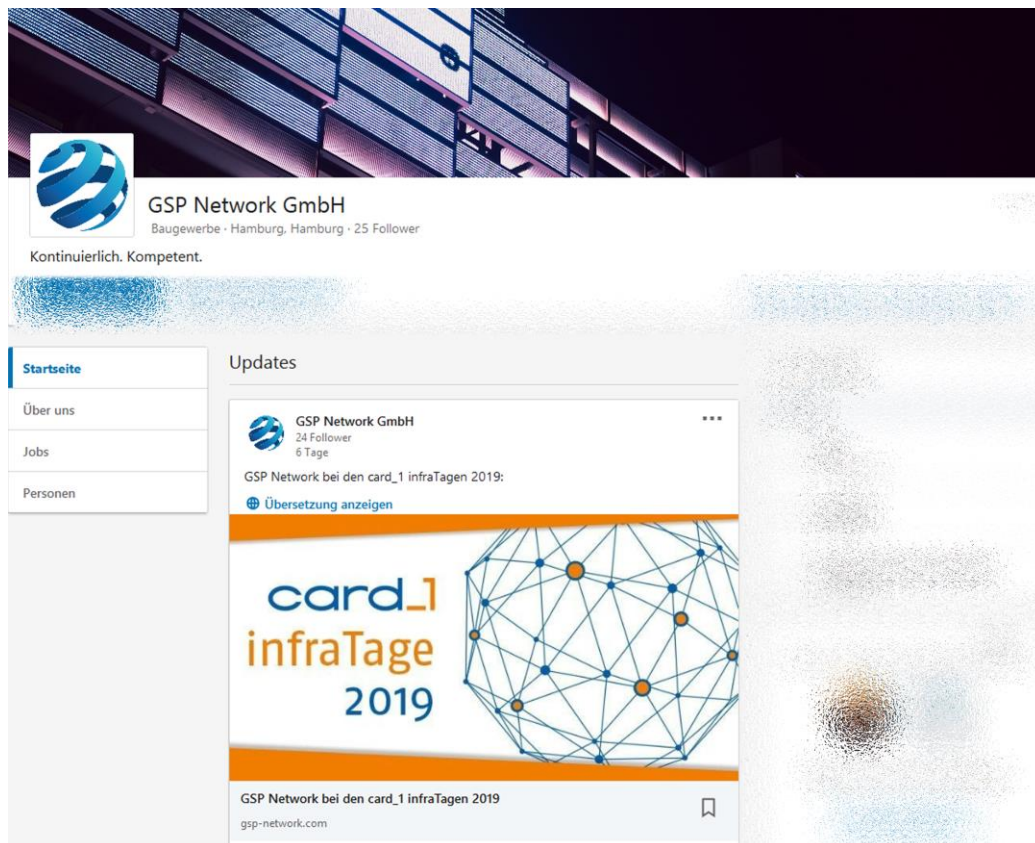 GSP Network GmbH
Baugewerbe · Hamburg, Hamburg · 25 Follower
Kontinuierlich. Kompetent.
Startseite
Über uns
Jobs
Personen
Updates
GSP Network GmbH
24 Follower
6 Tage
GSP Network bei den card_1 infraTagen 2019:
Übersetzung anzeigen
card_1
infraTage
2019
GSP Network bei den card_1 infraTagen 2019
gsp-network.com